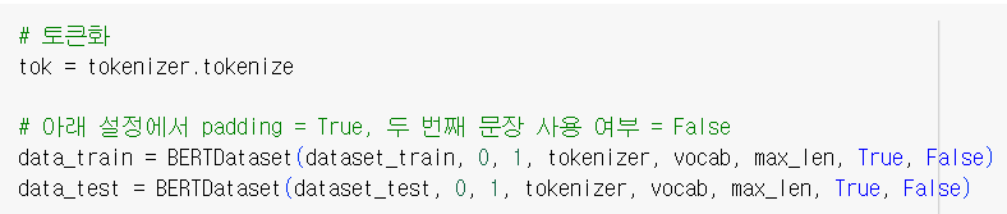 # 토큰화
tok = tokenizer.tokenize
# 아래 설정에서 padding = True, 두 번째 문장 사용 여부 = False
data_train = BERTDataset(dataset_train, 0, 1, tokenizer, vocab, max_len, True, False)
data_test = BERTDataset(dataset_test, 0, 1, tokenizer, vocab, max_len, True, False)